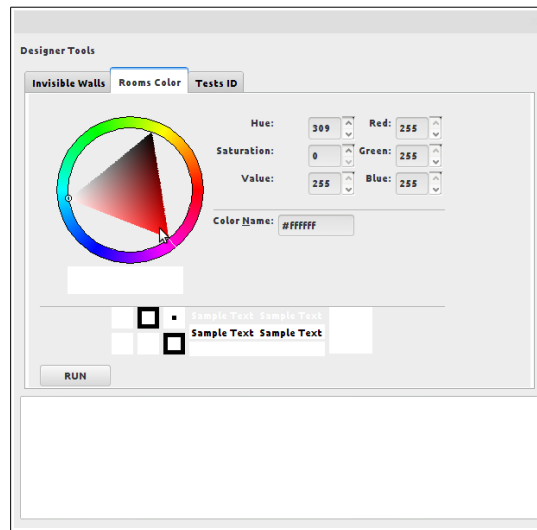 Designer Tools
Invisible Walls Rooms Color Tests ID
Hue: 309 Red: 255
Saturation: 0 Green: 255
Value: 255 Blue: 255
Color Name: #ffffff
Sample Text Sample Text
Sample Text Sample Text
RUN